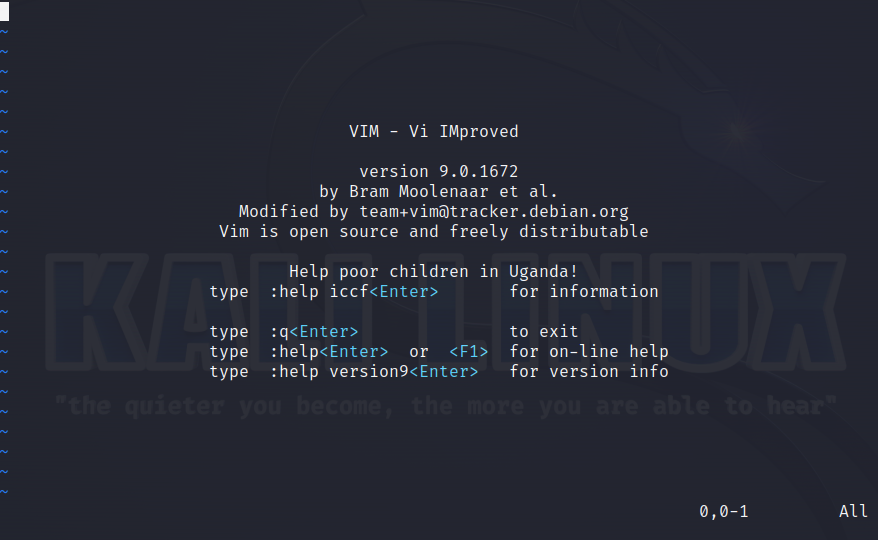 ~
~
~
~
~
VIM - Vi IMproved
~
version 9.0.1672
~
by Bram Moolenaar et al.
~
Modified by team+vim@tracker.debian.org
~
Vim is open source and freely distributable
~
~
Help poor children in Uganda!
~
type :help iccf<Enter> for information
~
~
type :q<Enter> to exit
~
type :help<Enter> or <F1> for on-line help
~
type :help version9<Enter> for version info
~
~
~
~
~
~
0,0-1 All
KALI LINUX
"the quieter you become, the more you are able to hear"